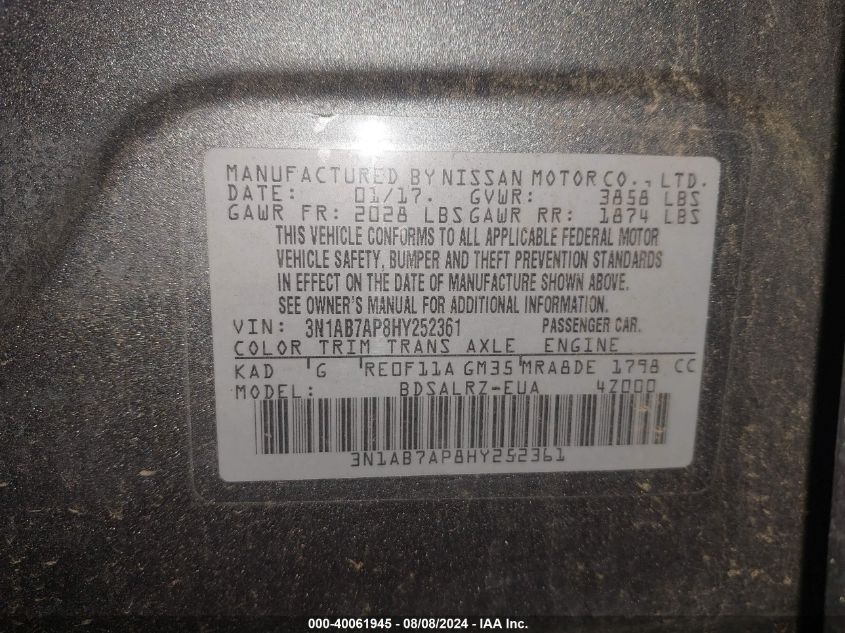 MANUFACTURED BY NISSAN MOTOR CO., LTD.
DATE: 01/17. GVWR: 3858 LBS
GAWR FR: 2028 LBS GAWR RR: 1874 LBS
THIS VEHICLE CONFORMS TO ALL APPLICABLE FEDERAL MOTOR
VEHICLE SAFETY, BUMPER AND THEFT PREVENTION STANDARDS
IN EFFECT ON THE DATE OF MANUFACTURE SHOWN ABOVE.
SEE OWNER'S MANUAL FOR ADDITIONAL INFORMATION.
VIN: 3N1AB7AP8HY252361 PASSENGER CAR.
COLOR TRIM TRANS AXLE ENGINE
KAD G RE0F11A GM35 MRA8DE 1798 CC
MODEL: BDSALRZ-EUA 4Z000
3N1AB7AP8HY252361
000-40061945 - 08/08/2024 - IAA Inc.